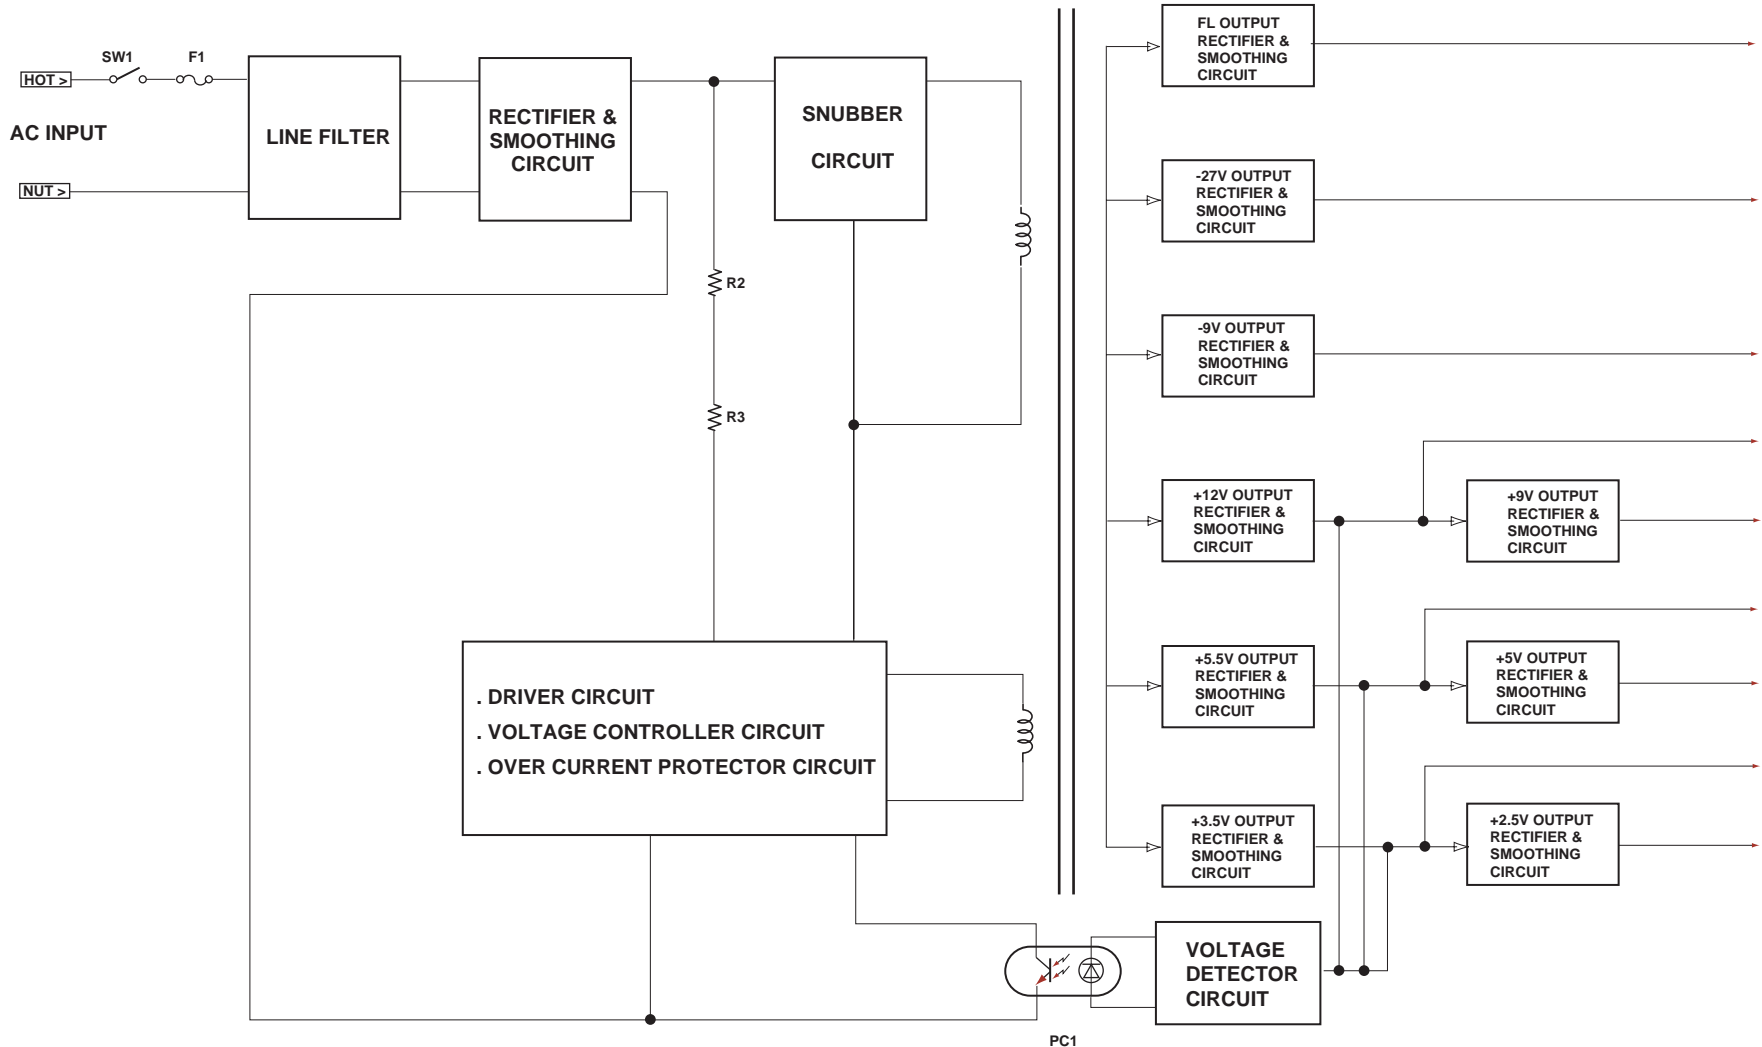 SW1
F1
HOT >
AC INPUT
NUT >
LINE FILTER
RECTIFIER &
SMOOTHING
CIRCUIT
SNUBBER
CIRCUIT
R2
R3
. DRIVER CIRCUIT
. VOLTAGE CONTROLLER CIRCUIT
. OVER CURRENT PROTECTOR CIRCUIT
FL OUTPUT
RECTIFIER &
SMOOTHING
CIRCUIT
-27V OUTPUT
RECTIFIER &
SMOOTHING
CIRCUIT
-9V OUTPUT
RECTIFIER &
SMOOTHING
CIRCUIT
+12V OUTPUT
RECTIFIER &
SMOOTHING
CIRCUIT
+9V OUTPUT
RECTIFIER &
SMOOTHING
CIRCUIT
+5.5V OUTPUT
RECTIFIER &
SMOOTHING
CIRCUIT
+5V OUTPUT
RECTIFIER &
SMOOTHING
CIRCUIT
+3.5V OUTPUT
RECTIFIER &
SMOOTHING
CIRCUIT
+2.5V OUTPUT
RECTIFIER &
SMOOTHING
CIRCUIT
VOLTAGE
DETECTOR
CIRCUIT
PC1